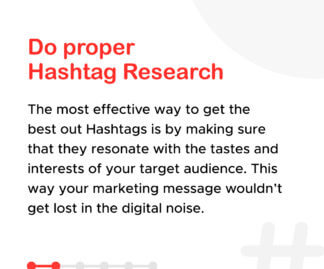 Do proper
Hashtag Research
The most effective way to get the
best out Hashtags is by making sure
that they resonate with the tastes and
interests of your target audience. This
way your marketing message wouldn't
get lost in the digital noise.
#